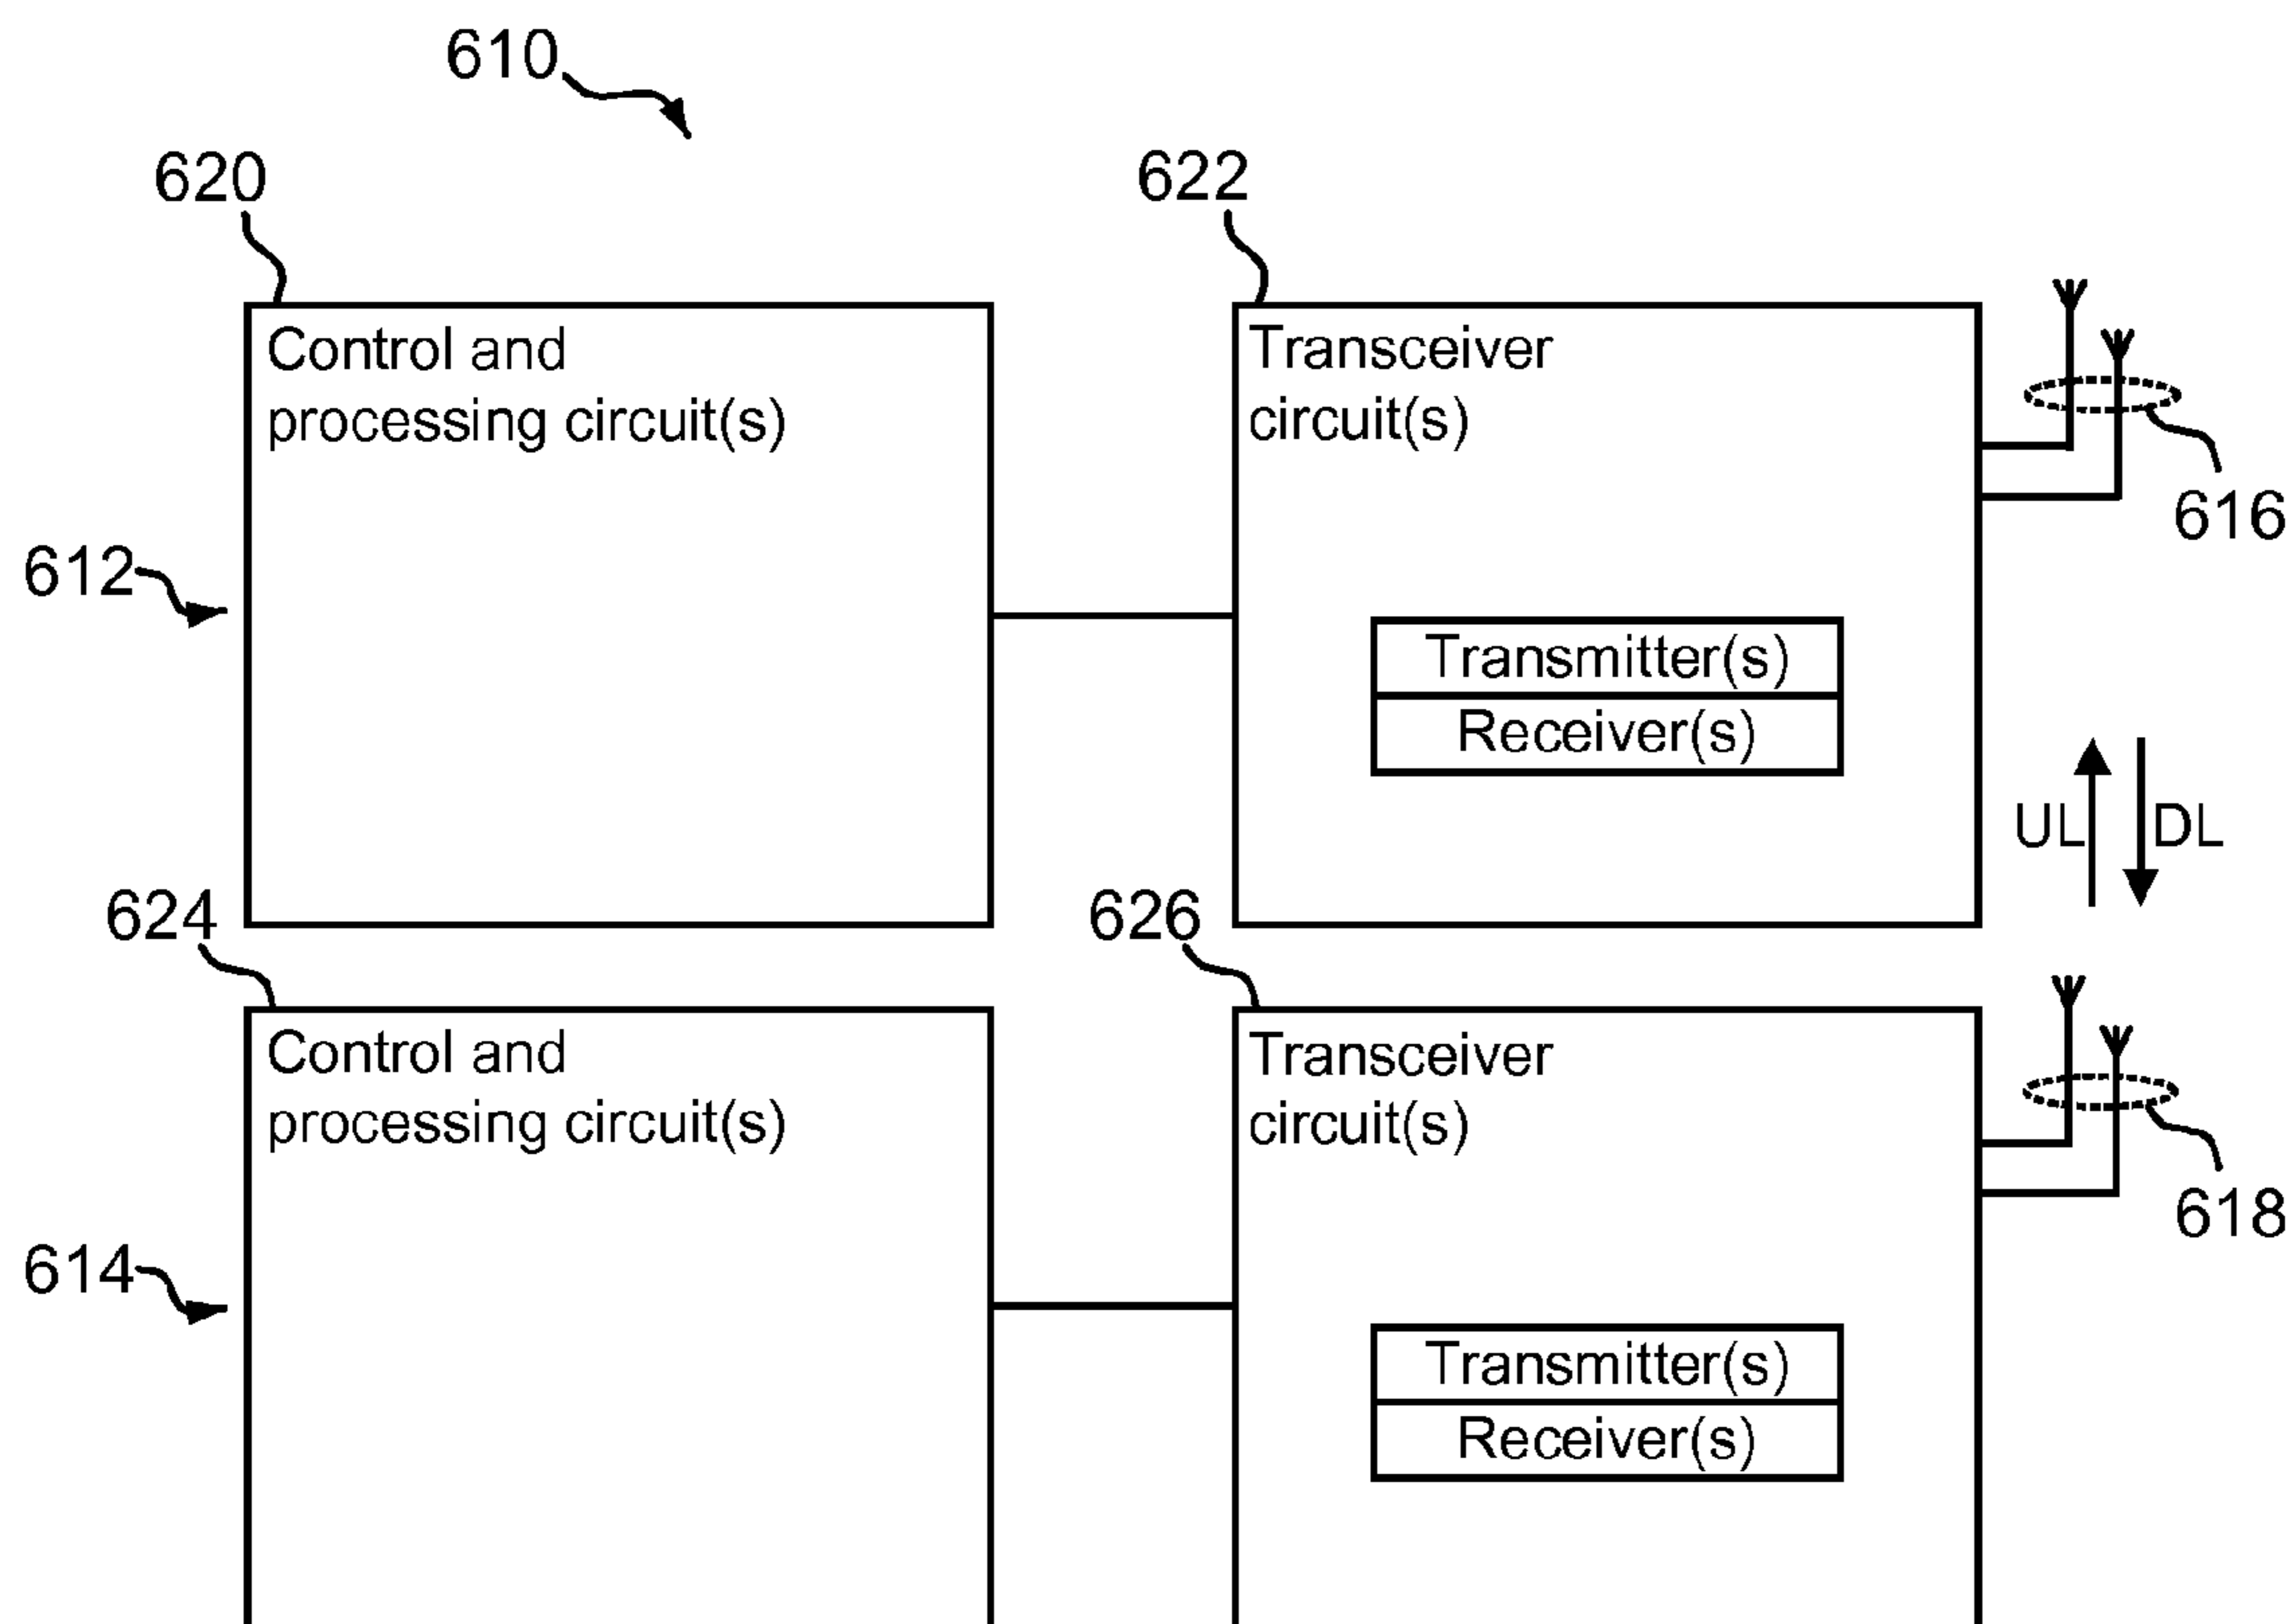 610
620
622
Control and
processing circuit(s)
Transceiver
circuit(s)
616
612
Transmitter(s)
Receiver(s)
UL
DL
624
626
Control and
processing circuit(s)
Transceiver
circuit(s)
618
614
Transmitter(s)
Receiver(s)